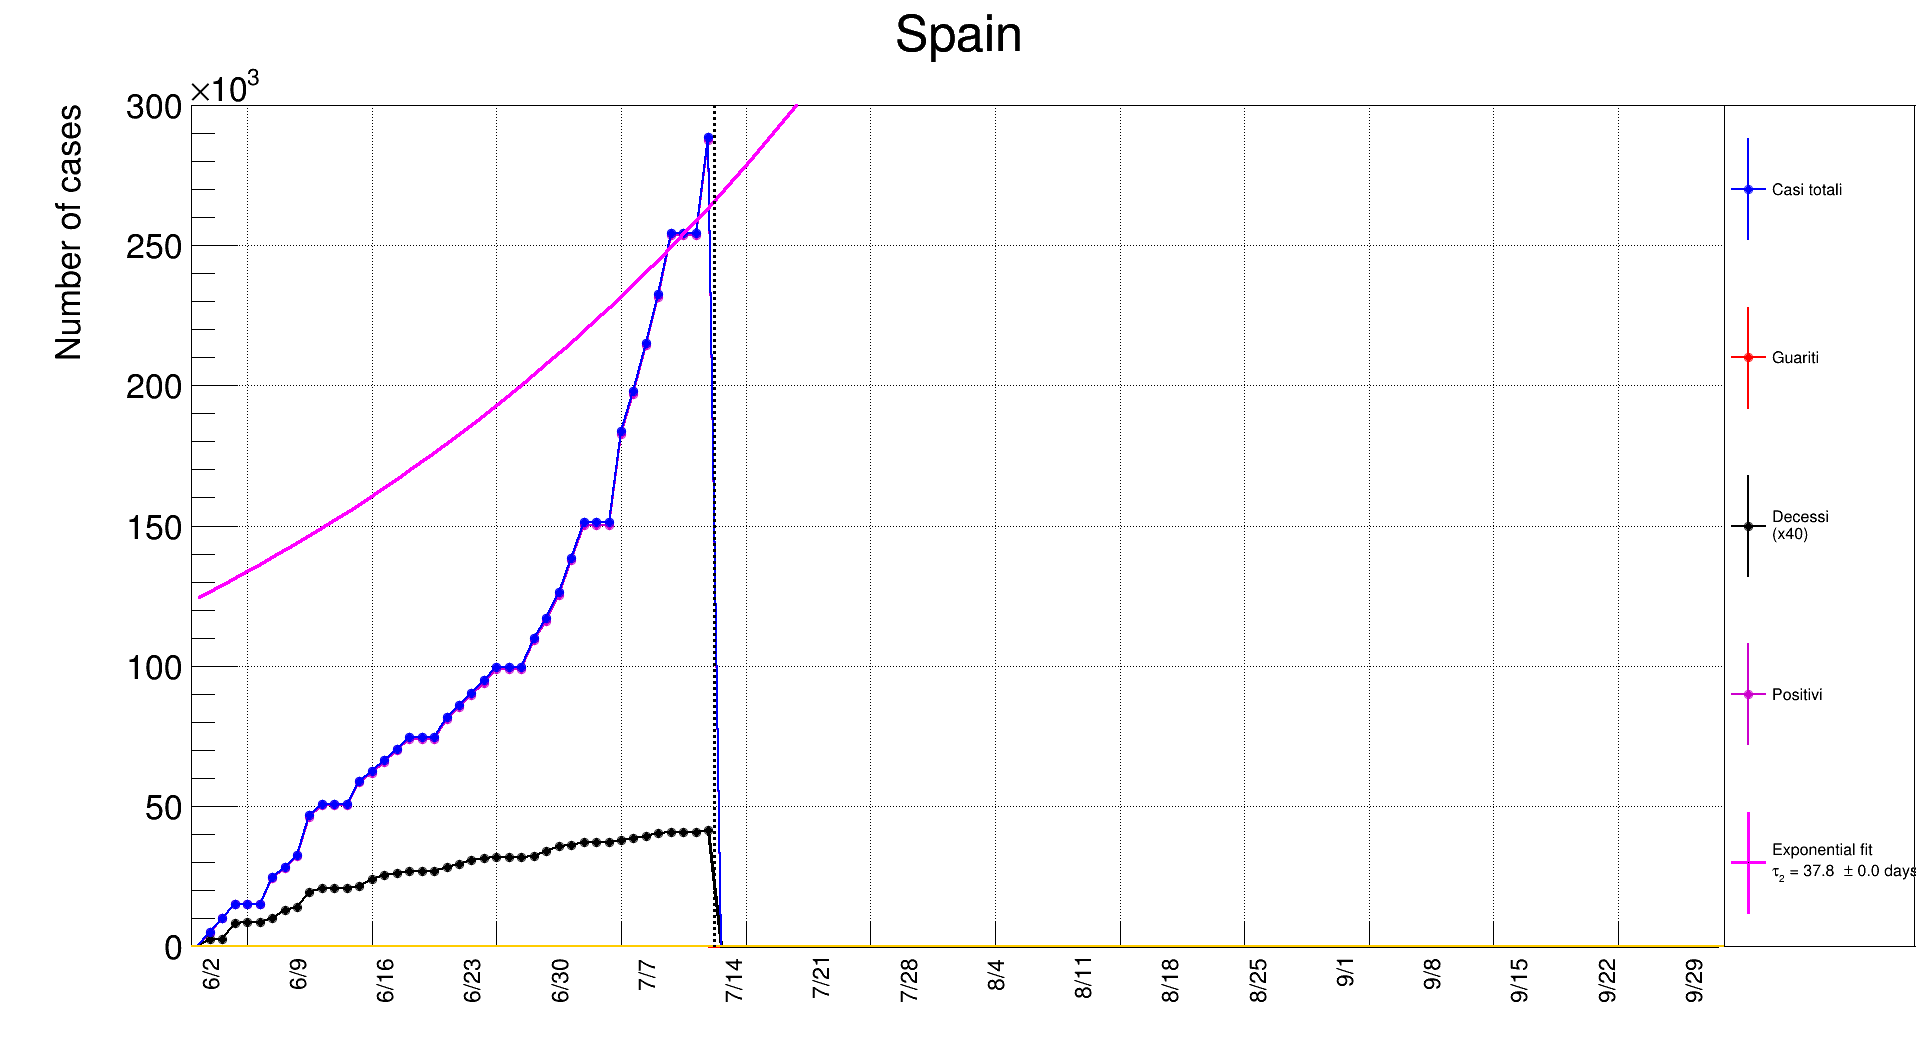 Spain
×10³
Number of cases
300
250
200
150
100
50
0
6/2 6/9 6/16 6/23 6/30 7/7 7/14 7/21 7/28 8/4 8/11 8/18 8/25 9/1 9/8 9/15 9/22 9/29
Casi totali
Guariti
Decessi
(x40)
Positivi
Exponential fit
τ₂ = 37.8 ± 0.0 days